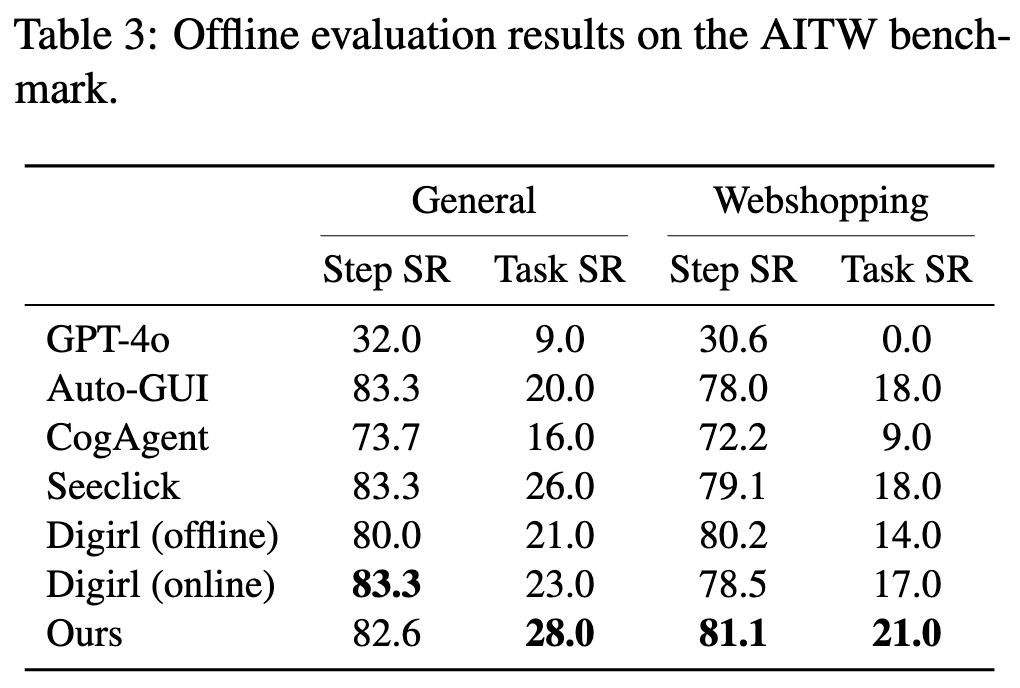 Table 3: Offline evaluation results on the AITW bench-
mark.
General Webshopping
Step SR Task SR Step SR Task SR
GPT-4o 32.0 9.0 30.6 0.0
Auto-GUI 83.3 20.0 78.0 18.0
CogAgent 73.7 16.0 72.2 9.0
Seeclick 83.3 26.0 79.1 18.0
Digirl (offline) 80.0 21.0 80.2 14.0
Digirl (online) 83.3 23.0 78.5 17.0
Ours 82.6 28.0 81.1 21.0